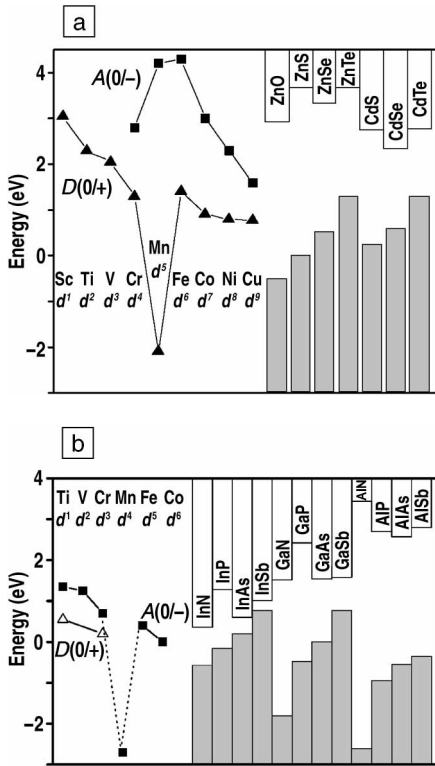 a
4
2
0
−2
Energy (eV)
A(0/−)
D(0/+)
Sc Ti V Cr Mn Fe Co Ni Cu
d¹ d² d³ d⁴ d⁵ d⁶ d⁷ d⁸ d⁹
ZnO
ZnS
ZnSe
ZnTe
CdS
CdSe
CdTe
b
4
2
0
−2
Energy (eV)
Ti V Cr Mn Fe Co
d¹ d² d³ d⁴ d⁵ d⁶
A(0/−)
D(0/+)
InN
InP
InAs
InSb
GaN
GaP
GaAs
GaSb
AlN
AlP
AlAs
AlSb